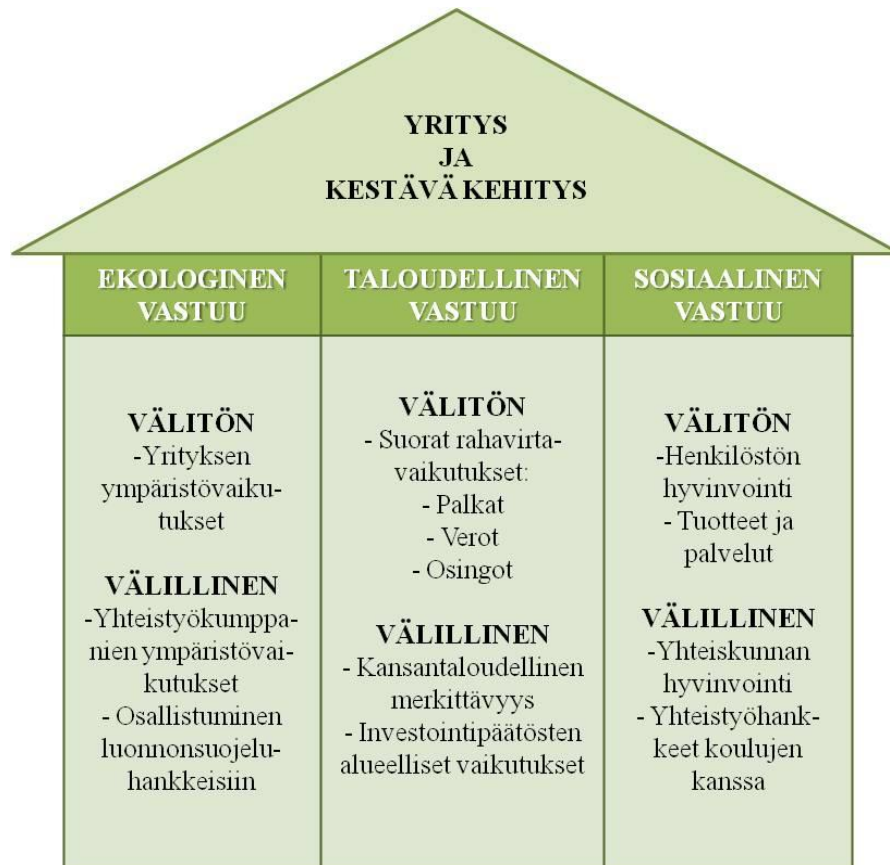 YRITYS
JA
KESTÄVÄ KEHITYS
EKOLOGINEN
VASTUU
VÄLITÖN
-Yrityksen
ympäristövaiku-
tukset
VÄLILLINEN
-Yhteistyökumppa-
nien ympäristövai-
kutukset
- Osallistuminen
luonnonsuojelu-
hankkeisiin
TALOUDELLINEN
VASTUU
VÄLITÖN
- Suorat rahavirta-
vaikutukset:
- Palkat
- Verot
- Osingot
VÄLILLINEN
- Kansantaloudellinen
merkittävyys
- Investointipäätösten
alueelliset vaikutukset
SOSIAALINEN
VASTUU
VÄLITÖN
-Henkilöstön
hyvinvointi
- Tuotteet ja
palvelut
VÄLILLINEN
-Yhteiskunnan
hyvinvointi
- Yhteistyöhank-
keet koulujen
kanssa